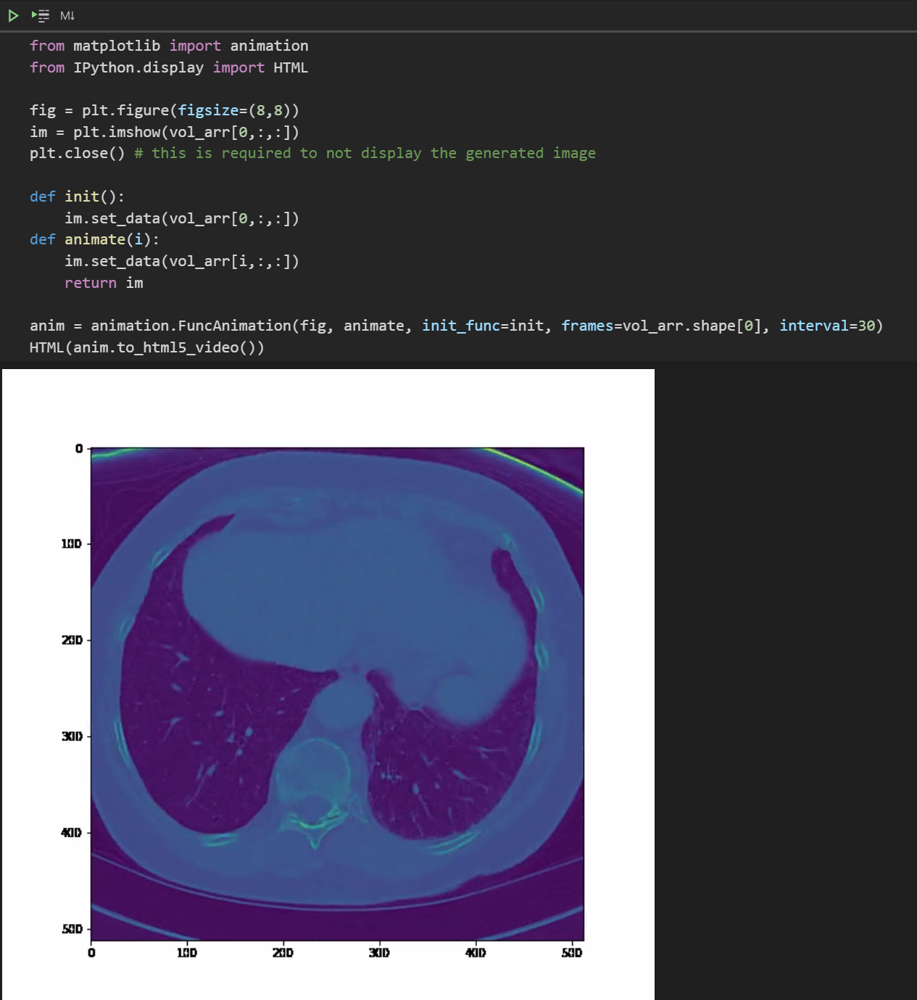 M↓
from matplotlib import animation
from IPython.display import HTML
fig = plt.figure(figsize=(8,8))
im = plt.imshow(vol_arr[0,:,:])
plt.close() # this is required to not display the generated image
def init():
    im.set_data(vol_arr[0,:,:])
def animate(i):
    im.set_data(vol_arr[i,:,:])
    return im
anim = animation.FuncAnimation(fig, animate, init_func=init, frames=vol_arr.shape[0], interval=30)
HTML(anim.to_html5_video())
0
100
200
300
400
500
0 100 200 300 400 500